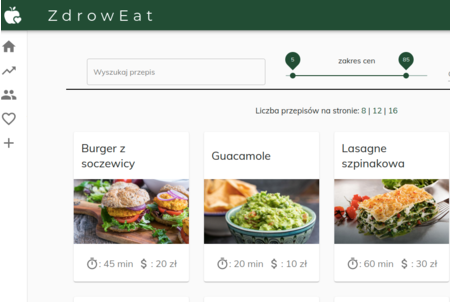 ZdrowEat
5 85
zakres cen
Wyszukaj przepis
Liczba przepisów na stronie: 8 | 12 | 16
Burger z
soczewicy
Guacamole
Lasagne
szpinakowa
: 45 min $ : 20 zł
: 20 min $ : 10 zł
: 60 min $ : 30 zł